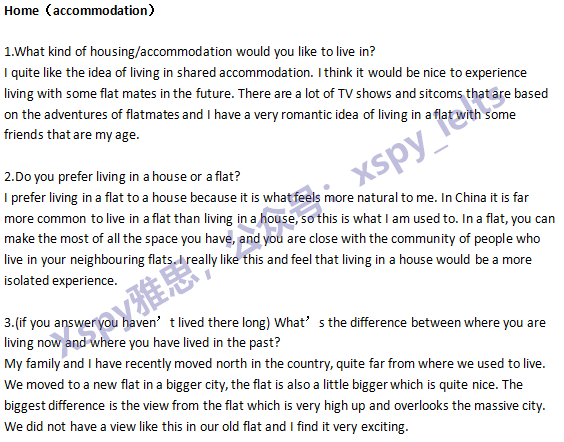 Home（accommodation）
1.What kind of housing/accommodation would you like to live in?
I quite like the idea of living in shared accommodation. I think it would be nice to experience
living with some flat mates in the future. There are a lot of TV shows and sitcoms that are based
on the adventures of flatmates and I have a very romantic idea of living in a flat with some
friends that are my age.
2.Do you prefer living in a house or a flat?
I prefer living in a flat to a house because it is what feels more natural to me. In China it is far
more common to live in a flat than living in a house, so this is what I am used to. In a flat, you can
make the most of all the space you have, and you are close with the community of people who
live in your neighbouring flats. I really like this and feel that living in a house would be a more
isolated experience.
3.(if you answer you haven’t lived there long) What’s the difference between where you are
living now and where you have lived in the past?
My family and I have recently moved north in the country, quite far from where we used to live.
We moved to a new flat in a bigger city, the flat is also a little bigger which is quite nice. The
biggest difference is the view from the flat which is very high up and overlooks the massive city.
We did not have a view like this in our old flat and I find it very exciting.
Xspy雅思，公众号：xspy_ielts